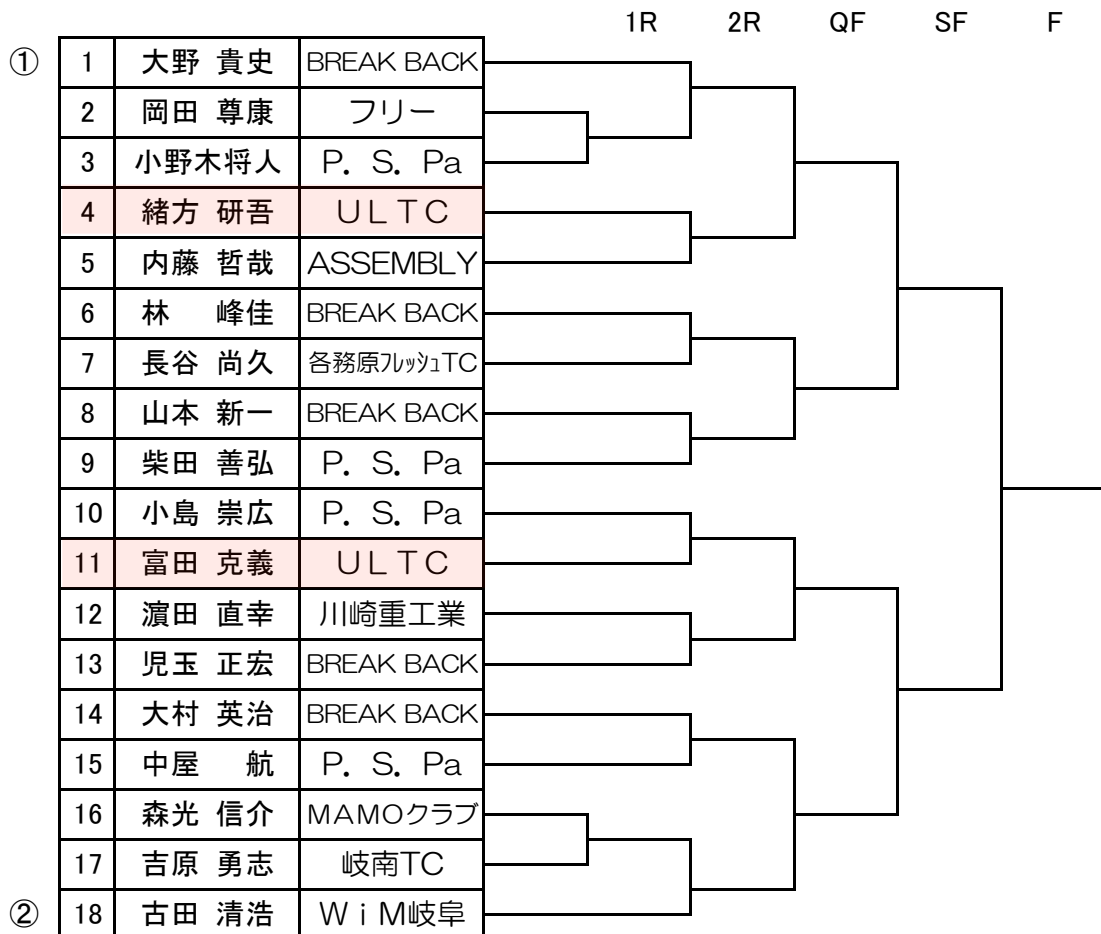 1R 2R QF SF F
① 1 大野 貴史 BREAK BACK
2 岡田 尊康 フリー
3 小野木将人 P. S. Pa
4 緒方 研吾 ULTC
5 内藤 哲哉 ASSEMBLY
6 林 峰佳 BREAK BACK
7 長谷 尚久 各務原ﾌﾚｯｼｭTC
8 山本 新一 BREAK BACK
9 柴田 善弘 P. S. Pa
10 小島 崇広 P. S. Pa
11 富田 克義 ULTC
12 濵田 直幸 川崎重工業
13 児玉 正宏 BREAK BACK
14 大村 英治 BREAK BACK
15 中屋 航 P. S. Pa
16 森光 信介 MAMOクラブ
17 吉原 勇志 岐南TC
② 18 古田 清浩 WiM岐阜